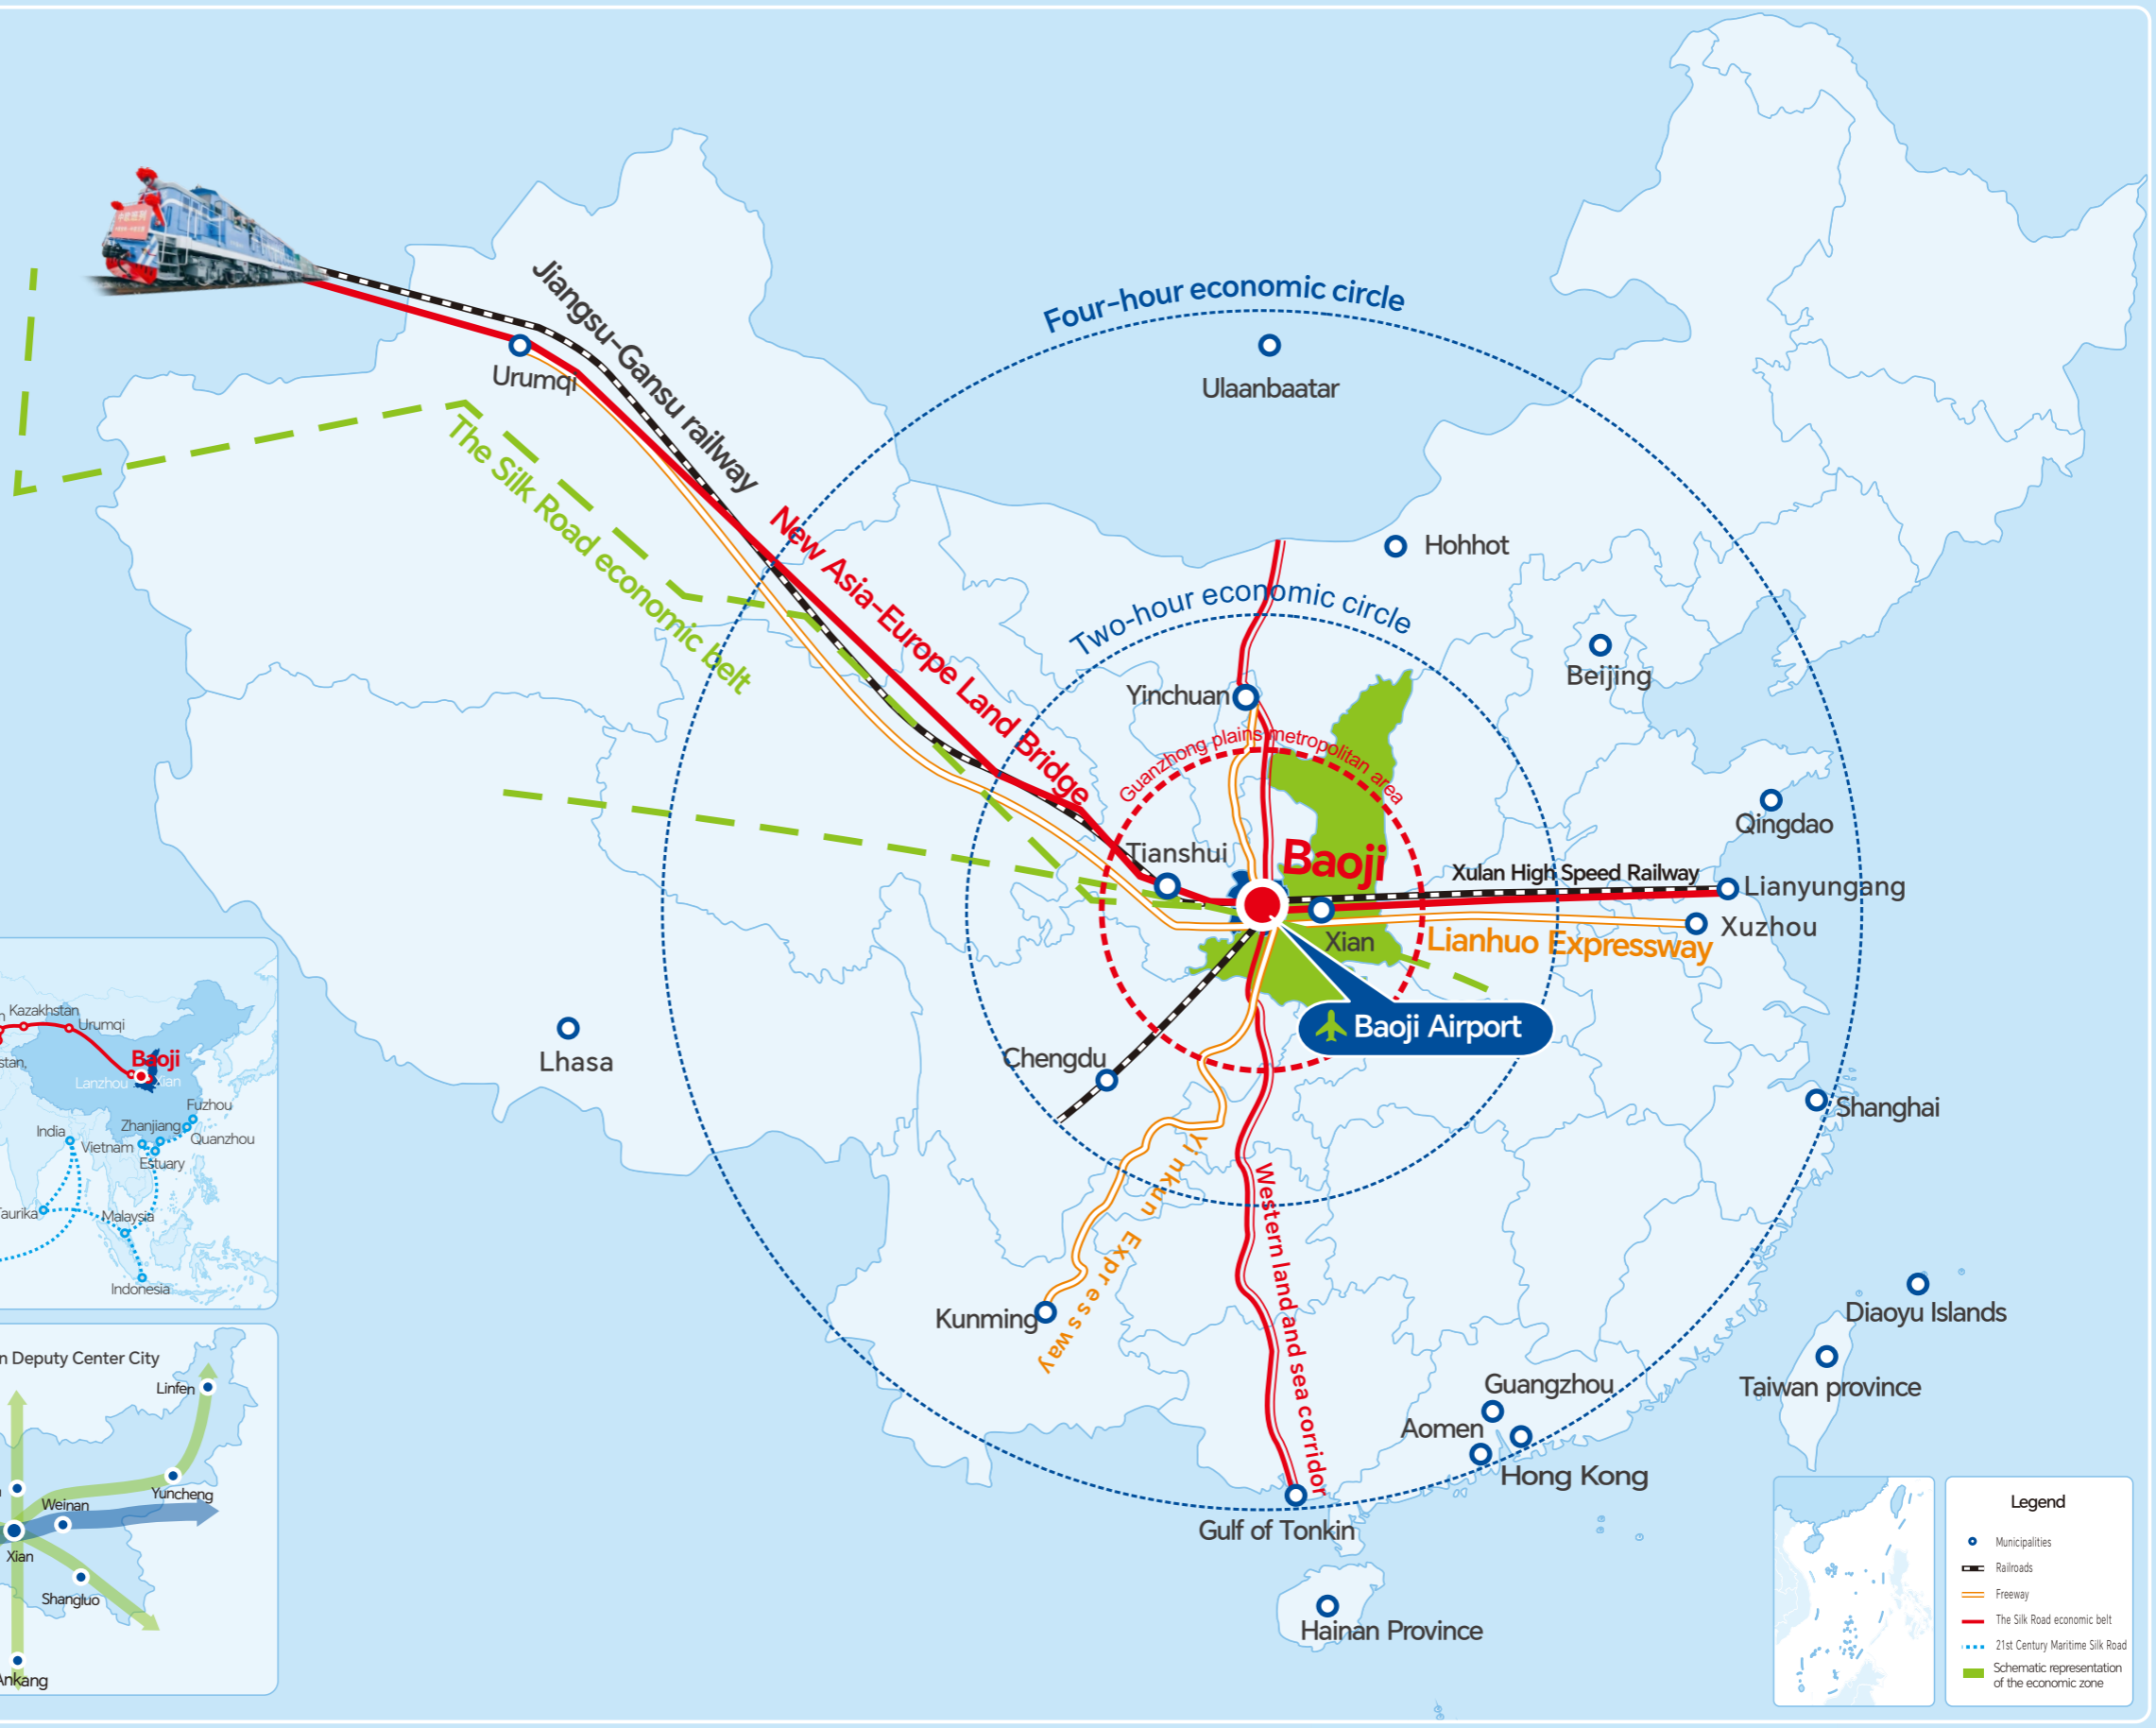 Four-hour economic circle
Ulaanbaatar
Jiangsu-Gansu railway
Urumqi
The Silk Road economic belt
New Asia-Europe Land Bridge
Hohhot
Two-hour economic circle
Beijing
Yinchuan
Guanzhong plains metropolitan area
Qingdao
Tianshui
Baoji
Xulan High Speed Railway
Lianyungang
Xuzhou
Xian
Lianhuo Expressway
Baoji Airport
Lhasa
Chengdu
Shanghai
Yinkun Expressway
Western land and sea corridor
Kunming
Diaoyu Islands
Taiwan province
Guangzhou
Aomen
Hong Kong
Gulf of Tonkin
Hainan Province
Kazakhstan
Urumqi
stan,
Baoji
Lanzhou
Xian
Fuzhou
India
Zhanjiang
Vietnam
Quanzhou
Estuary
aurika
Malaysia
Indonesia
n Deputy Center City
Linfen
Weinan
Yuncheng
Xian
Shangluo
Ankang
Legend
Municipalities
Railroads
Freeway
The Silk Road economic belt
21st Century Maritime Silk Road
Schematic representation
of the economic zone